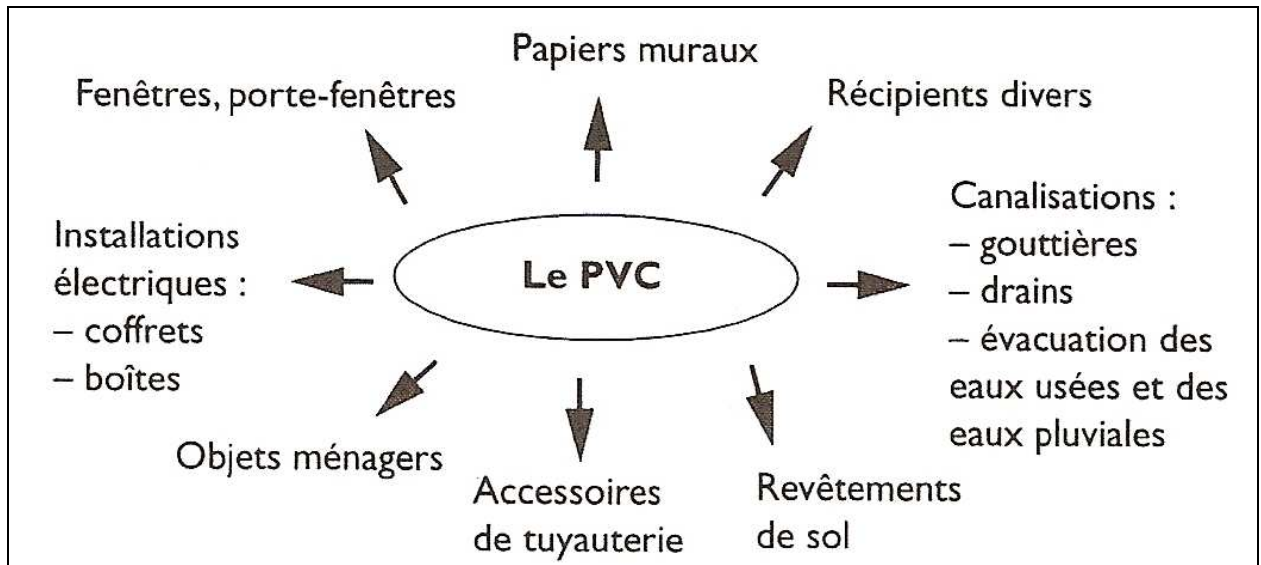 Papiers muraux
Fenêtres, porte-fenêtres
Récipients divers
Installations
électriques :
– coffrets
– boîtes
Le PVC
Canalisations :
– gouttières
– drains
– évacuation des
eaux usées et des
eaux pluviales
Objets ménagers
Accessoires
de tuyauterie
Revêtements
de sol